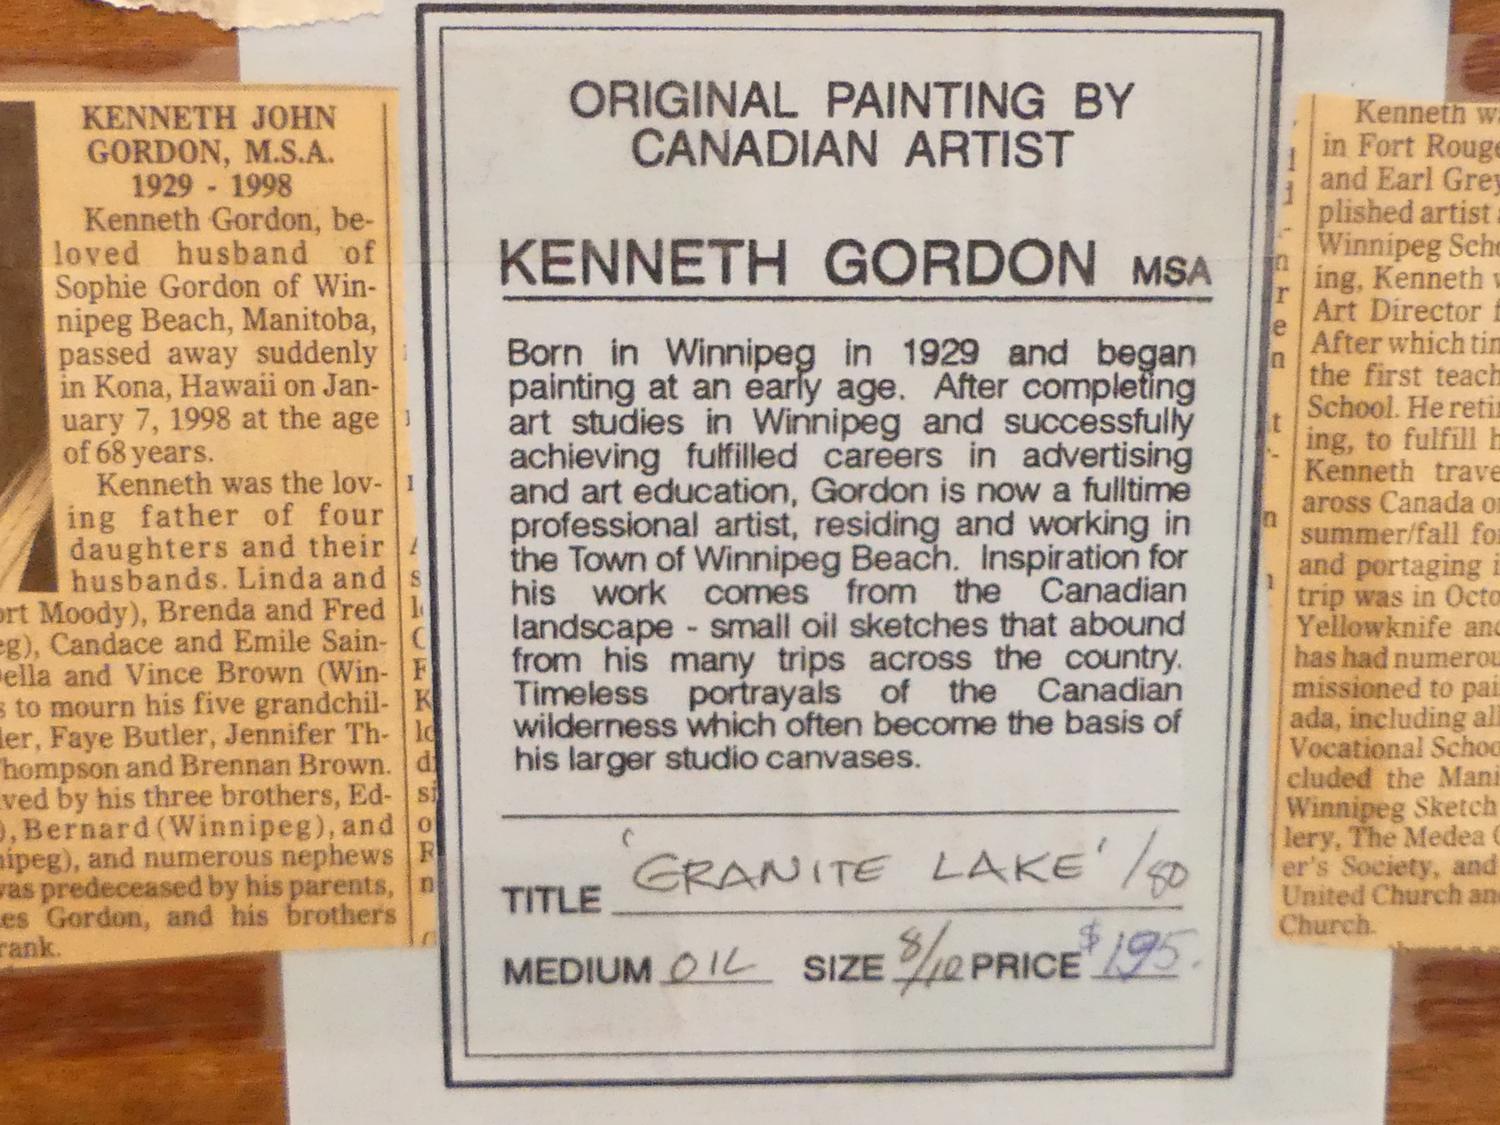 KENNETH JOHN
GORDON, M.S.A.
1929 - 1998
Kenneth Gordon, be-
loved husband of
Sophie Gordon of Win-
nipeg Beach, Manitoba,
passed away suddenly
in Kona, Hawaii on Jan-
uary 7, 1998 at the age
of 68 years.
Kenneth was the lov-
ing father of four
daughters and their
husbands. Linda and
ort Moody), Brenda and Fred
eg), Candace and Emile Sain-
ella and Vince Brown (Win-
s to mourn his five grandchil-
ler, Faye Butler, Jennifer Th-
hompson and Brennan Brown.
ved by his three brothers, Ed-
), Bernard (Winnipeg), and
nipeg), and numerous nephews
was predeceased by his parents,
es Gordon, and his brothers
rank.
ORIGINAL PAINTING BY
CANADIAN ARTIST
KENNETH GORDON MSA
Born in Winnipeg in 1929 and began
painting at an early age. After completing
art studies in Winnipeg and successfully
achieving fulfilled careers in advertising
and art education, Gordon is now a fulltime
professional artist, residing and working in
the Town of Winnipeg Beach. Inspiration for
his work comes from the Canadian
landscape - small oil sketches that abound
from his many trips across the country.
Timeless portrayals of the Canadian
wilderness which often become the basis of
his larger studio canvases.
TITLE 'GRANITE LAKE' /80
MEDIUM OIL SIZE 8/10 PRICE $195.
Kenneth wa
in Fort Rouge
and Earl Grey
plished artist
Winnipeg Scho
ing, Kenneth w
Art Director f
After which tim
the first teach
School. He retir
ing, to fulfill h
Kenneth trave
aross Canada on
summer/fall for
and portaging i
trip was in Octo
Yellowknife and
has had numerou
missioned to pai
ada, including all
Vocational Schoo
cluded the Mani
Winnipeg Sketch
lery, The Medea G
er's Society, and
United Church and
Church.